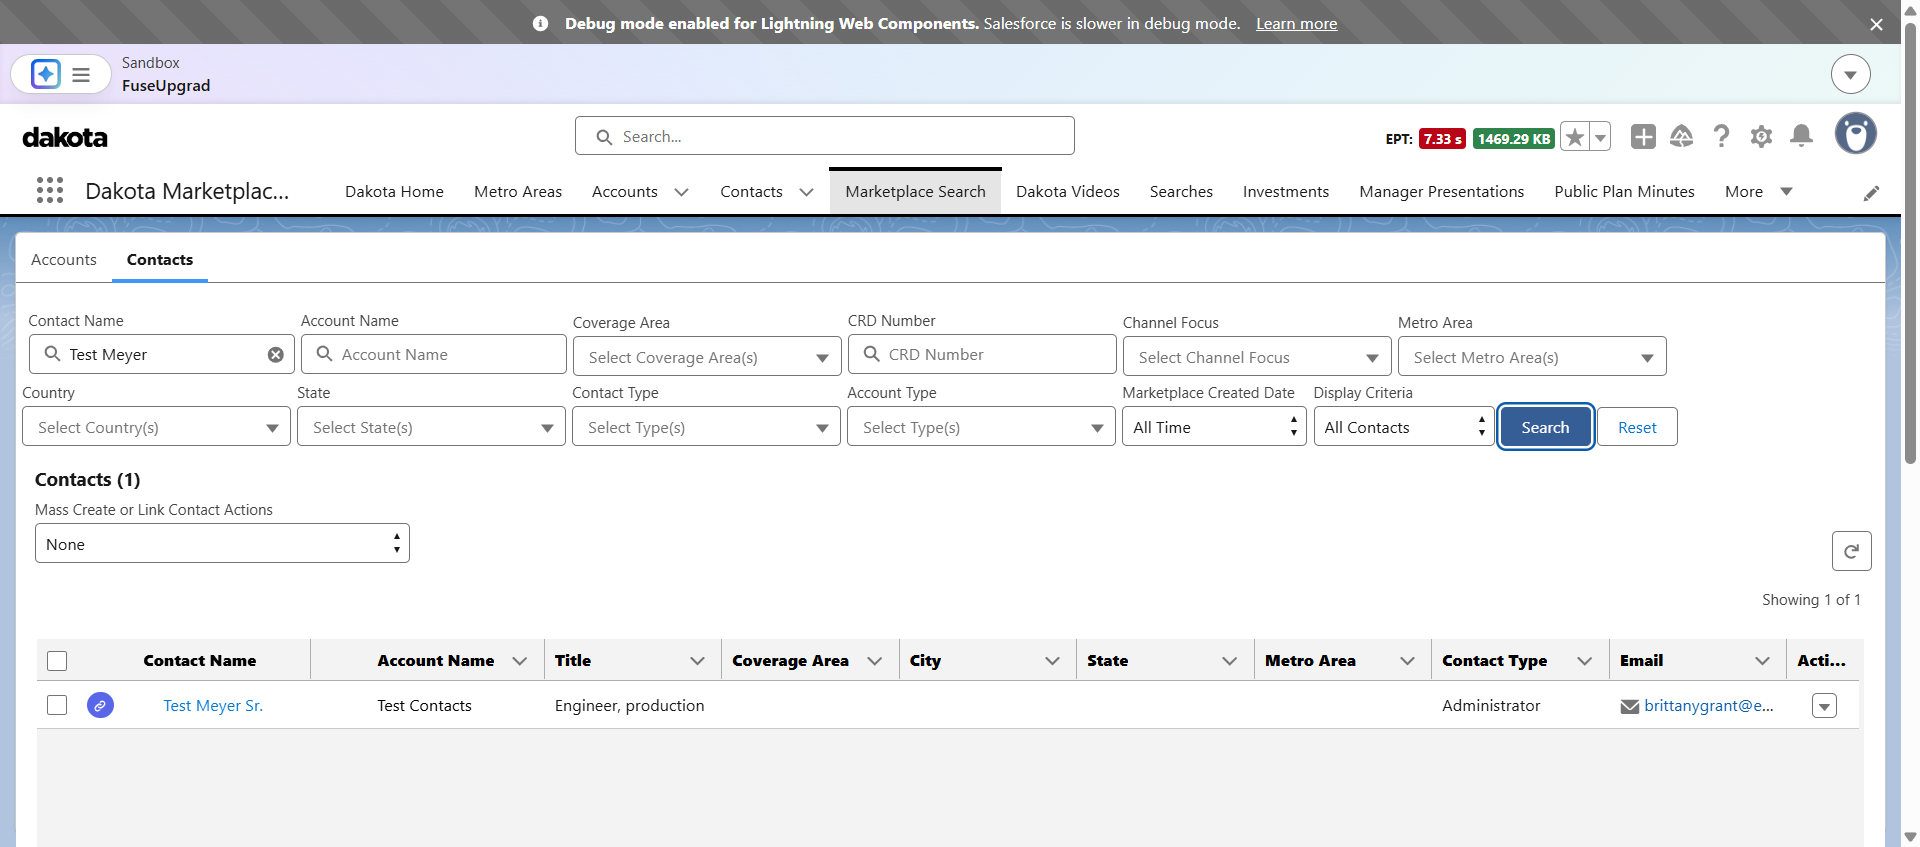 Debug mode enabled for Lightning Web Components. Salesforce is slower in debug mode. Learn more
Sandbox
FuseUpgrad
dakota
Search...
EPT: 7.33 s 1469.29 KB
Dakota Marketplac...
Dakota Home
Metro Areas
Accounts
Contacts
Marketplace Search
Dakota Videos
Searches
Investments
Manager Presentations
Public Plan Minutes
More
Accounts
Contacts
Contact Name
Account Name
Coverage Area
CRD Number
Channel Focus
Metro Area
Test Meyer
Account Name
Select Coverage Area(s)
CRD Number
Select Channel Focus
Select Metro Area(s)
Country
State
Contact Type
Account Type
Marketplace Created Date
Display Criteria
Select Country(s)
Select State(s)
Select Type(s)
Select Type(s)
All Time
All Contacts
Search
Reset
Contacts (1)
Mass Create or Link Contact Actions
None
Showing 1 of 1
Contact Name
Account Name
Title
Coverage Area
City
State
Metro Area
Contact Type
Email
Acti...
Test Meyer Sr.
Test Contacts
Engineer, production
Administrator
brittanygrant@e...